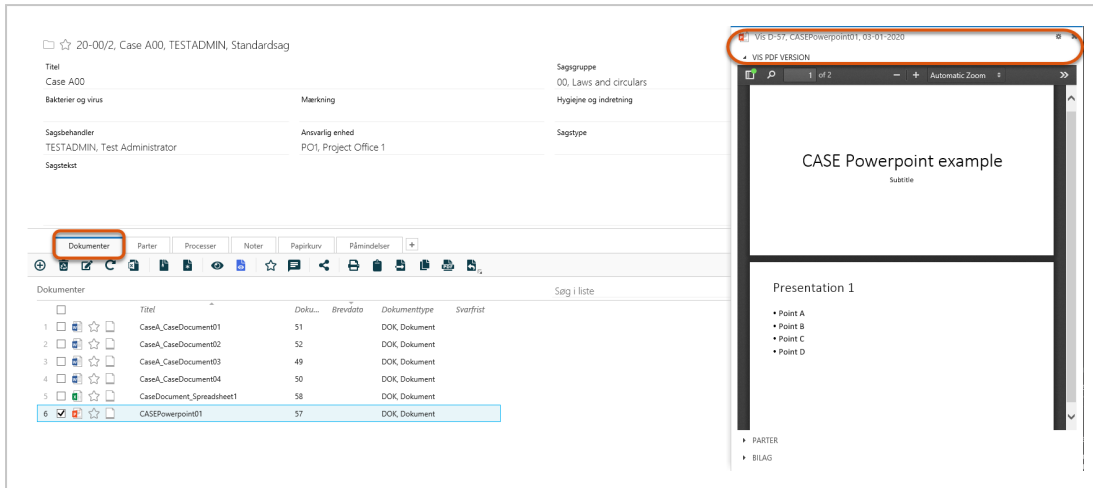 20-00/2, Case A00, TESTADMIN, Standardsag
Titel
Case A00
Sagsgruppe
00, Laws and circulars
Bakterier og virus
Mærkning
Hygiejne og indretning
Sagsbehandler
TESTADMIN, Test Administrator
Ansvarlig enhed
PO1, Project Office 1
Sagstype
Sagstekst
Dokumenter Parter Processer Noter Papirkurv Påmindelser +
Dokumenter
Søg i liste
Titel Doku... Brevdato Dokumenttype Svarfrist
1 CaseA_CaseDocument01 51 DOK, Dokument
2 CaseA_CaseDocument02 52 DOK, Dokument
3 CaseA_CaseDocument03 49 DOK, Dokument
4 CaseA_CaseDocument04 50 DOK, Dokument
5 CaseDocument_Spreadsheet1 58 DOK, Dokument
6 CASEPowerpoint01 57 DOK, Dokument
Vis D-57, CASEPowerpoint01, 03-01-2020
VIS PDF VERSION
1 of 2 Automatic Zoom
CASE Powerpoint example
Subtitle
Presentation 1
• Point A
• Point B
• Point C
• Point D
PARTER
BILAG